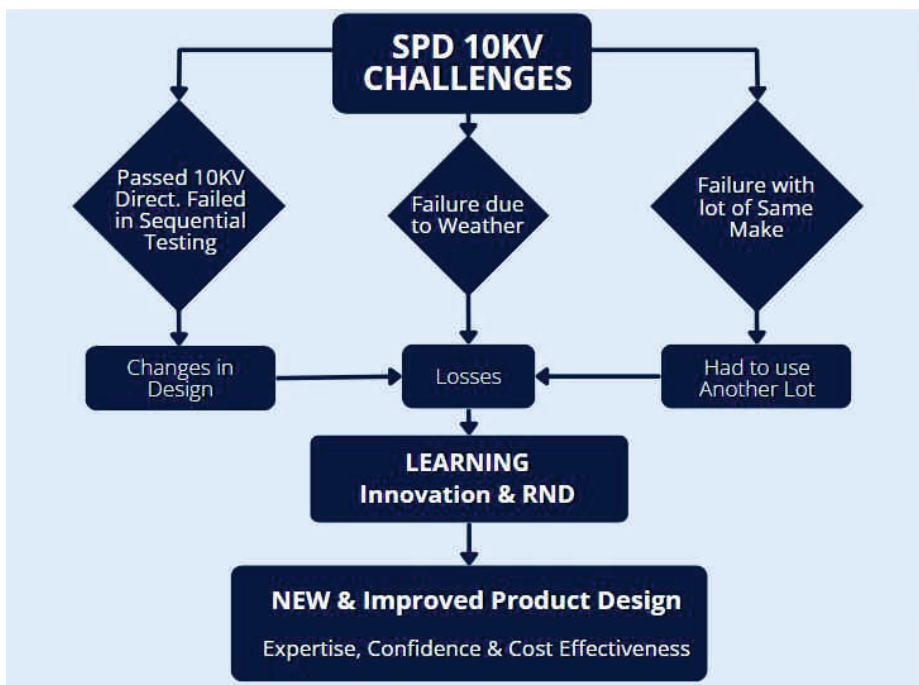 SPD 10KV
CHALLENGES
Passed 10KV
Direct. Failed
in Sequential
Testing
Failure due
to Weather
Failure with
lot of Same
Make
Changes in
Design
Losses
Had to use
Another Lot
LEARNING
Innovation & RND
NEW & Improved Product Design
Expertise, Confidence & Cost Effectiveness